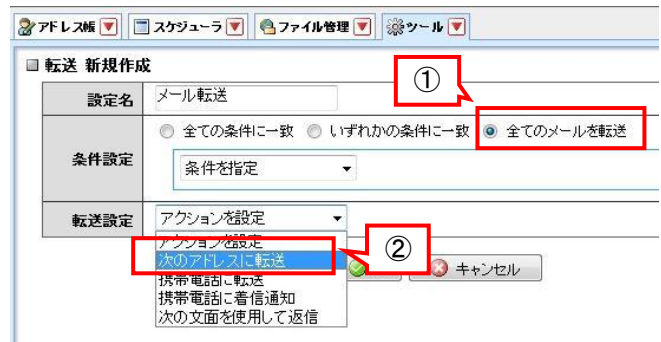 アドレス帳 スケジューラ ファイル管理 ツール
転送 新規作成
①
設定名 メール転送
全ての条件に一致 いずれかの条件に一致 全てのメールを転送
条件設定 条件を指定
転送設定 アクションを設定
アクションを設定
②
次のアドレスに転送
キャンセル
携帯電話に転送
携帯電話に着信通知
次の文面を使用して返信